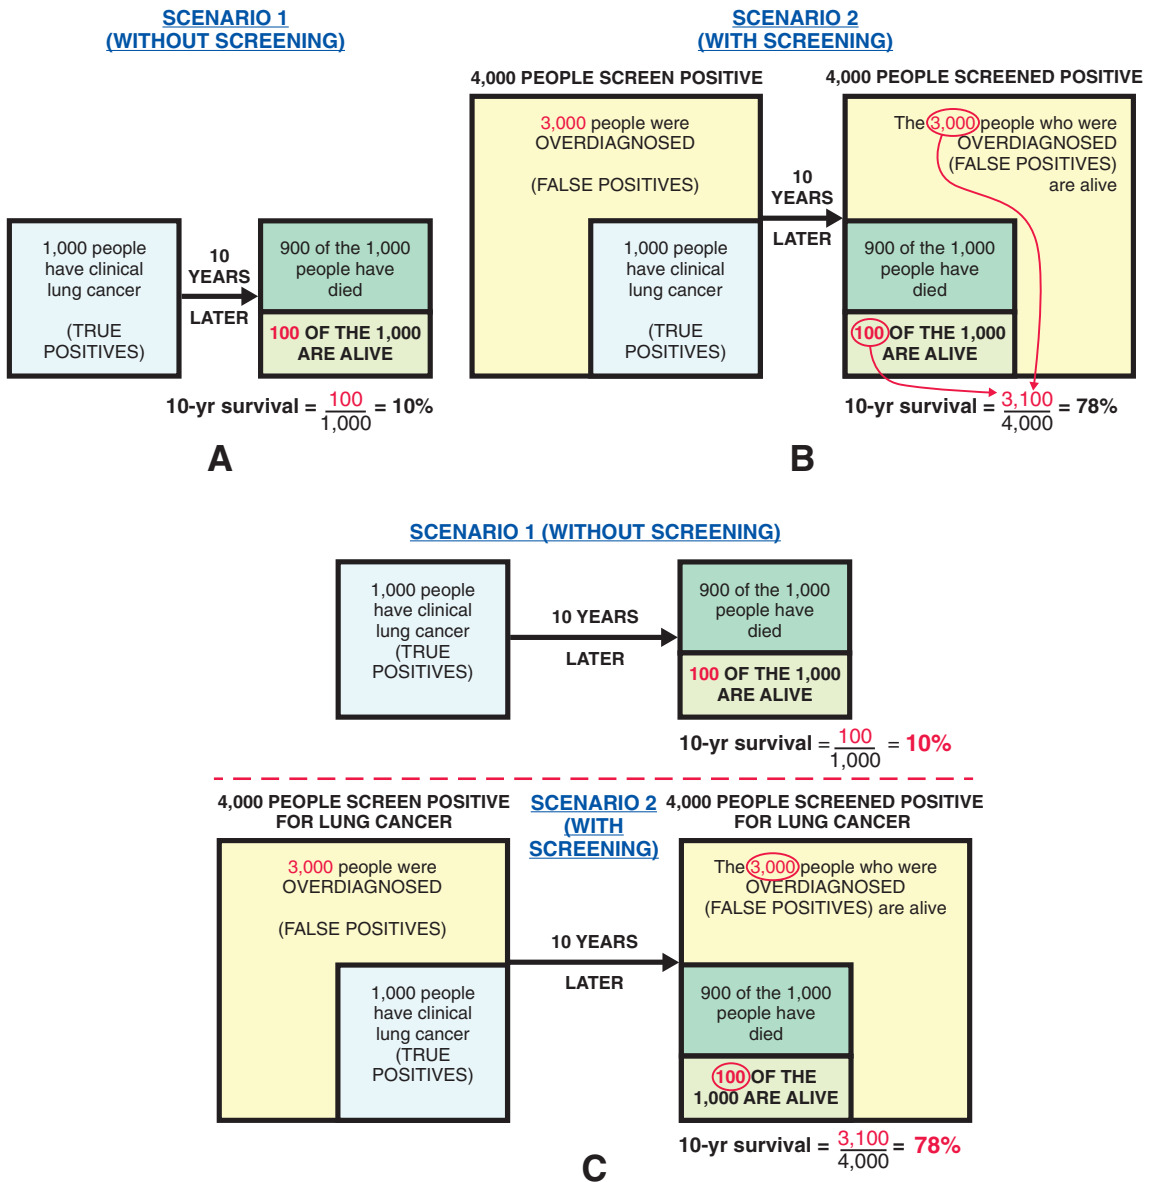 SCENARIO 1
(WITHOUT SCREENING)
1,000 people
have clinical
lung cancer
(TRUE
POSITIVES)
10
YEARS
LATER
900 of the 1,000
people have
died
100 OF THE 1,000
ARE ALIVE
10-yr survival = 100 / 1,000 = 10%
A
SCENARIO 2
(WITH SCREENING)
4,000 PEOPLE SCREEN POSITIVE
3,000 people were
OVERDIAGNOSED
(FALSE POSITIVES)
1,000 people
have clinical
lung cancer
(TRUE
POSITIVES)
10
YEARS
LATER
4,000 PEOPLE SCREENED POSITIVE
The 3,000 people who were
OVERDIAGNOSED
(FALSE POSITIVES)
are alive
900 of the 1,000
people have
died
100 OF THE 1,000
ARE ALIVE
10-yr survival = 3,100 / 4,000 = 78%
B
SCENARIO 1 (WITHOUT SCREENING)
1,000 people
have clinical
lung cancer
(TRUE
POSITIVES)
10 YEARS
LATER
900 of the 1,000
people have
died
100 OF THE 1,000
ARE ALIVE
10-yr survival = 100 / 1,000 = 10%
4,000 PEOPLE SCREEN POSITIVE
FOR LUNG CANCER
SCENARIO 2
(WITH
SCREENING)
4,000 PEOPLE SCREENED POSITIVE
FOR LUNG CANCER
3,000 people were
OVERDIAGNOSED
(FALSE POSITIVES)
1,000 people
have clinical
lung cancer
(TRUE
POSITIVES)
10 YEARS
LATER
The 3,000 people who were
OVERDIAGNOSED
(FALSE POSITIVES) are alive
900 of the 1,000
people have
died
100 OF THE
1,000 ARE ALIVE
10-yr survival = 3,100 / 4,000 = 78%
C